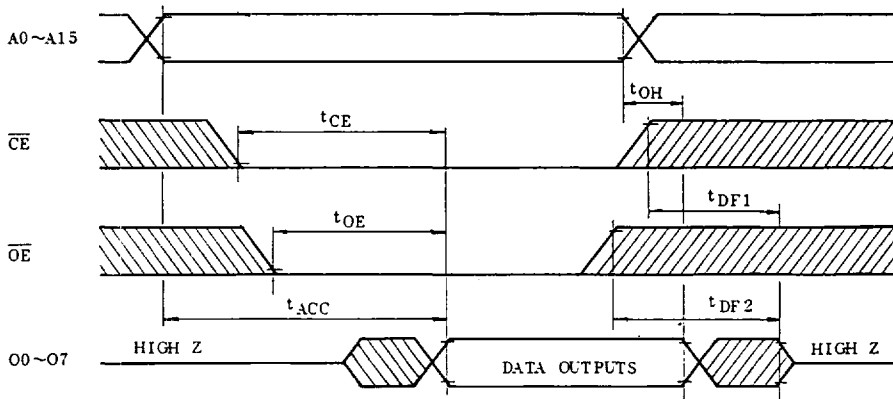 A0~A15
tOH
tCE
CE
tDF1
tOE
OE
tACC
tDF2
HIGH Z
HIGH Z
O0~O7
DATA OUTPUTS